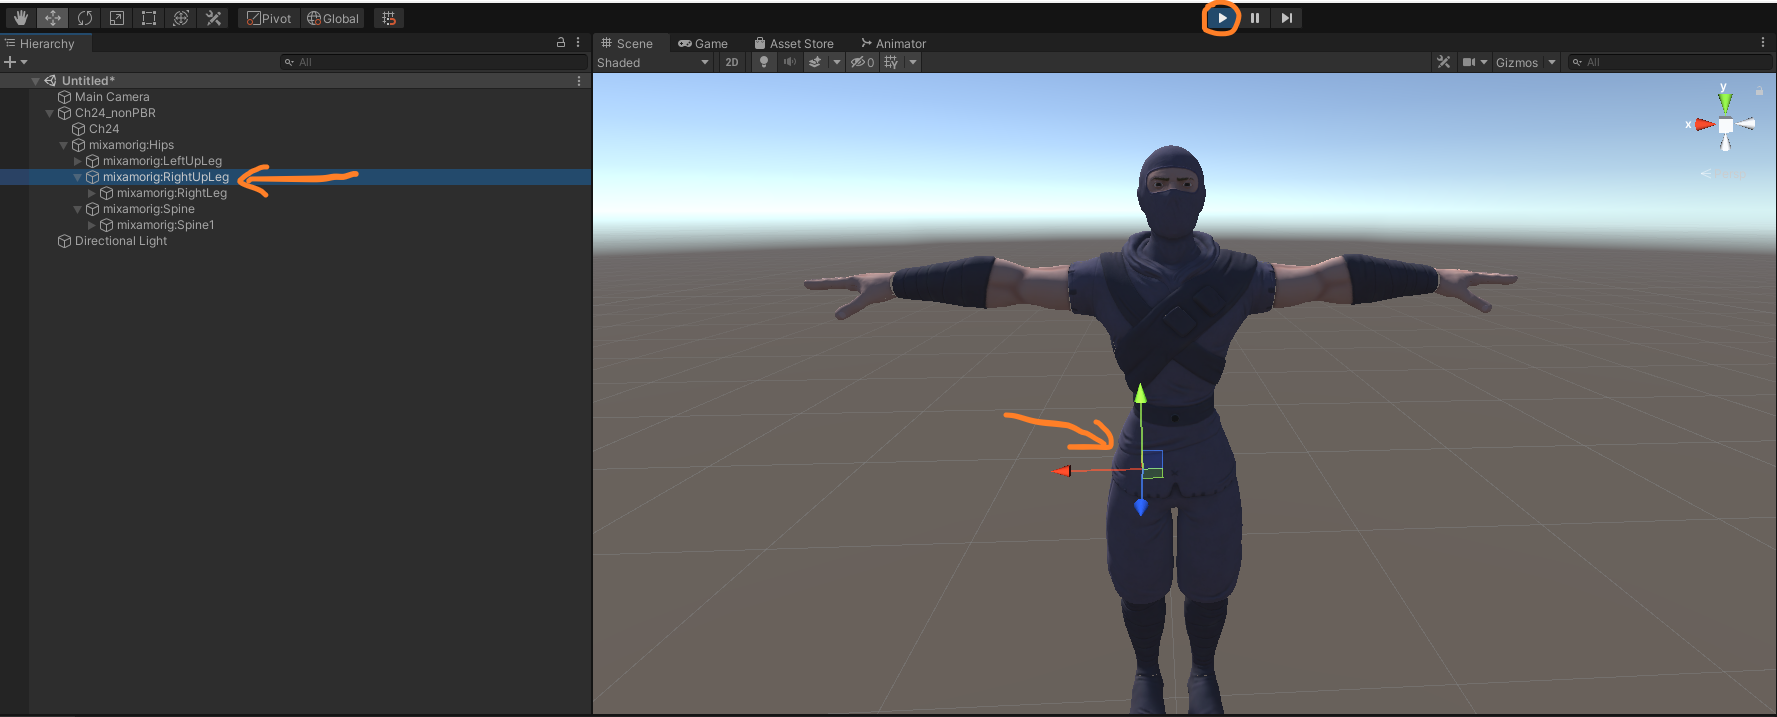 Pivot Global
Hierarchy
All
Untitled*
Main Camera
Ch24_nonPBR
Ch24
mixamorig:Hips
mixamorig:LeftUpLeg
mixamorig:RightUpLeg
mixamorig:RightLeg
mixamorig:Spine
mixamorig:Spine1
Directional Light
Scene Game Asset Store Animator
Shaded 2D 0 Gizmos All
y
x